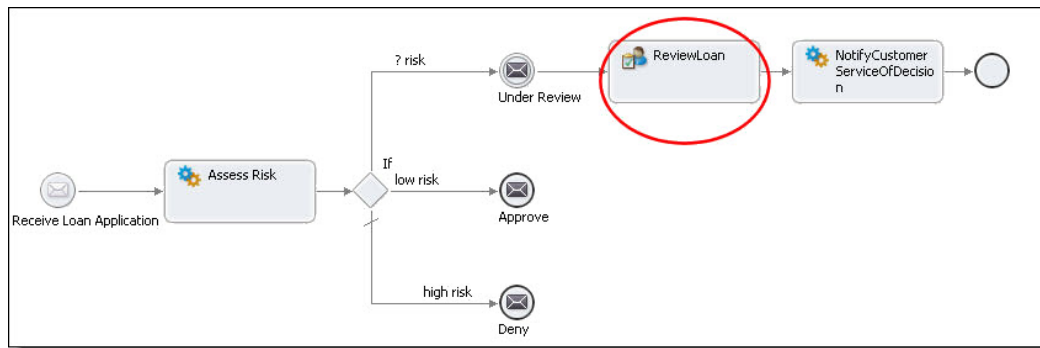 ? risk
Under Review
ReviewLoan
NotifyCustomer
ServiceOfDecisio
n
Receive Loan Application
Assess Risk
If
low risk
Approve
high risk
Deny